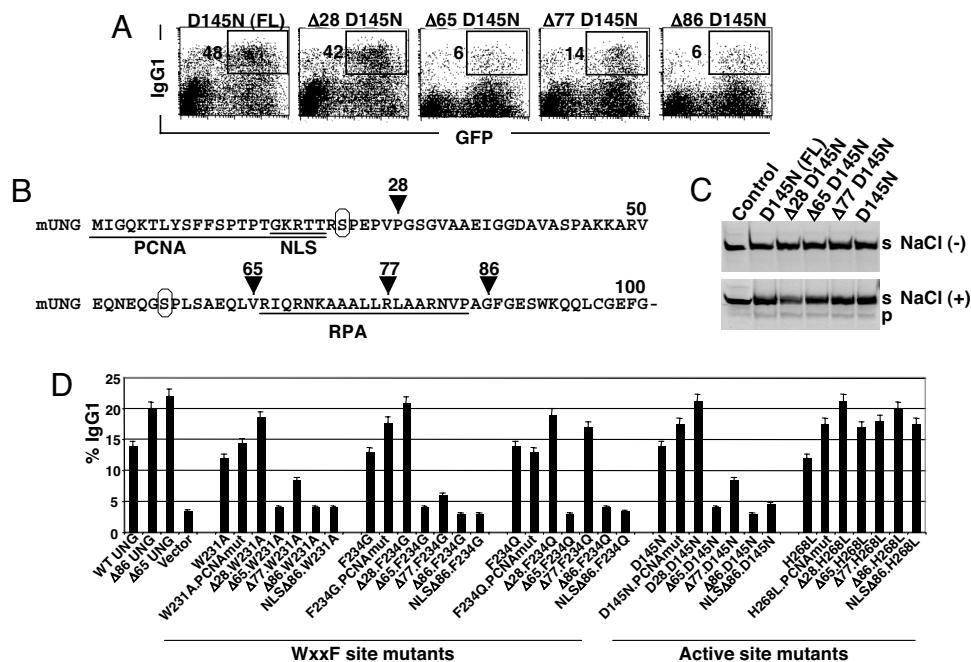 A
D145N (FL) Δ28 D145N Δ65 D145N Δ77 D145N Δ86 D145N
48 42 6 14 6
IgG1
GFP
B
28
mUNG MIGQKTLYSFFSPTPTGKRTTRSPEPVPGSGVAAEIGGDAVASPAKKARV 50
PCNA NLS
65 77 86
mUNG EQNEQGSPLSAEQLVRIQRNKAAALLRLAARNVPAGFGESWKQQLCGEFG- 100
RPA
C
Control D145N (FL) Δ28 D145N Δ65 D145N Δ77 D145N D145N
s NaCl (-)
s NaCl (+)
p
D
% IgG1
25
20
15
10
5
0
WT UNG Δ86 UNG Δ65 UNG Vector W231A W231A.PCNAmut Δ28.W231A Δ65.W231A Δ77.W231A Δ86.W231A NLSΔ86.W231A F234G F234G.PCNAmut Δ28.F234G Δ65.F234G Δ77.F234G Δ86.F234G NLSΔ86.F234G F234Q F234Q.PCNAmut Δ28.F234Q Δ65.F234Q Δ77.F234Q Δ86.F234Q NLSΔ86.F234Q D145N D145N.PCNAmut D28.D145N Δ65.D145N Δ77.D145N Δ86.D145N NLSΔ86.D145N H268L H268L.PCNAmut Δ28.H268L Δ65.H268L Δ77.H268L Δ86.H268L NLSΔ86.H268L
WxxF site mutants Active site mutants